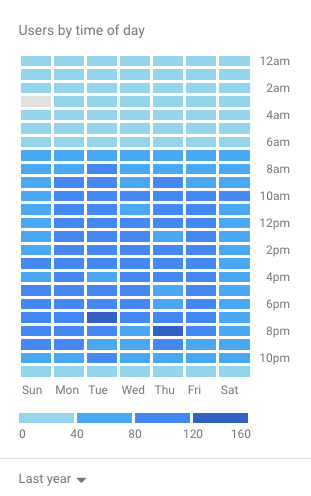 Users by time of day
12am
2am
4am
6am
8am
10am
12pm
2pm
4pm
6pm
8pm
10pm
Sun Mon Tue Wed Thu Fri Sat
0 40 80 120 160
Last year